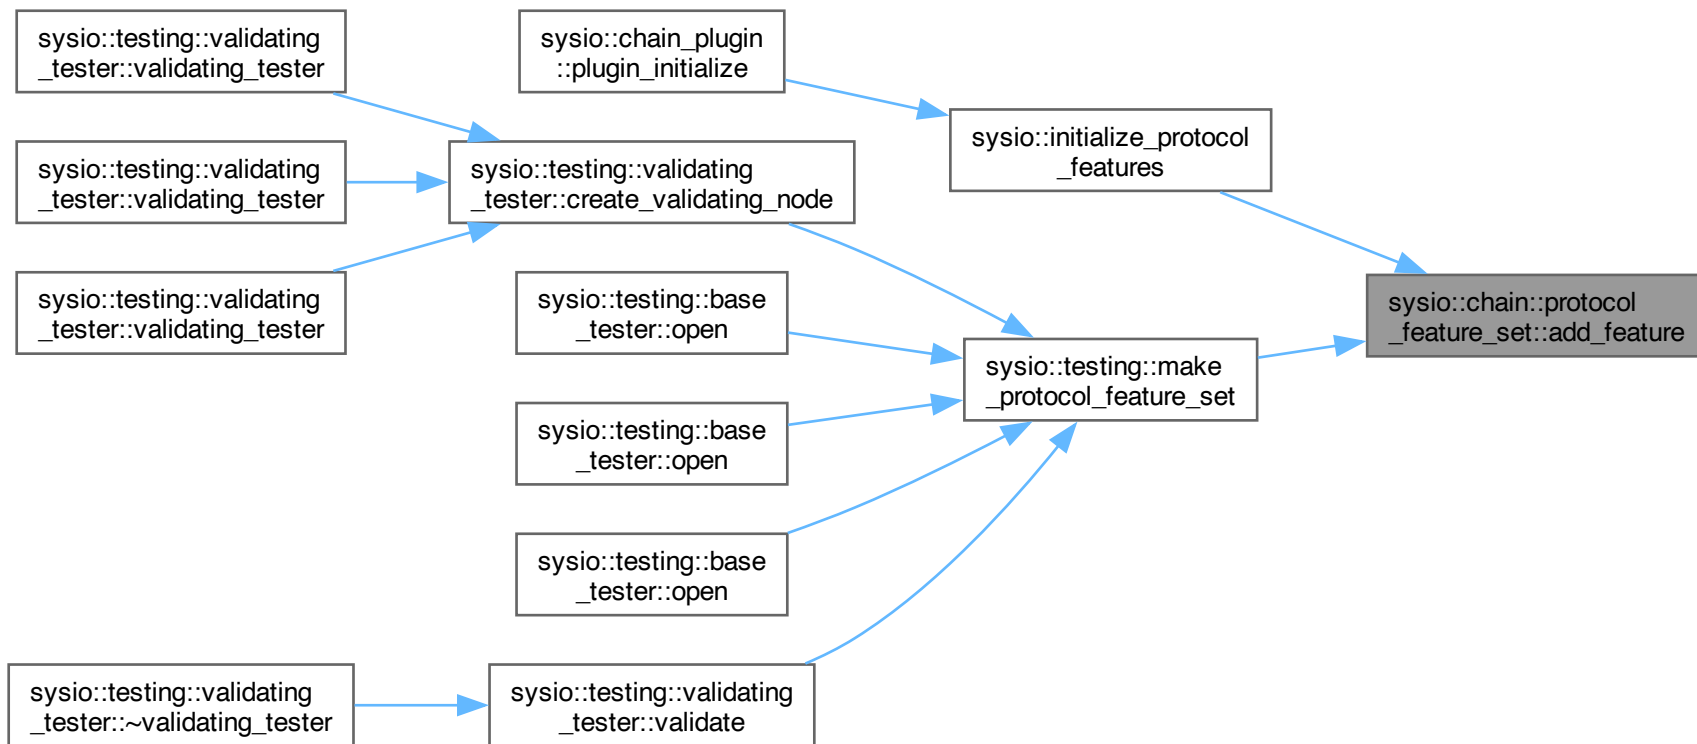 sysio::testing::validating
_tester::validating_tester
sysio::chain_plugin
::plugin_initialize
sysio::initialize_protocol
_features
sysio::testing::validating
_tester::validating_tester
sysio::testing::validating
_tester::create_validating_node
sysio::testing::validating
_tester::validating_tester
sysio::testing::base
_tester::open
sysio::chain::protocol
_feature_set::add_feature
sysio::testing::make
_protocol_feature_set
sysio::testing::base
_tester::open
sysio::testing::base
_tester::open
sysio::testing::validating
_tester::~validating_tester
sysio::testing::validating
_tester::validate